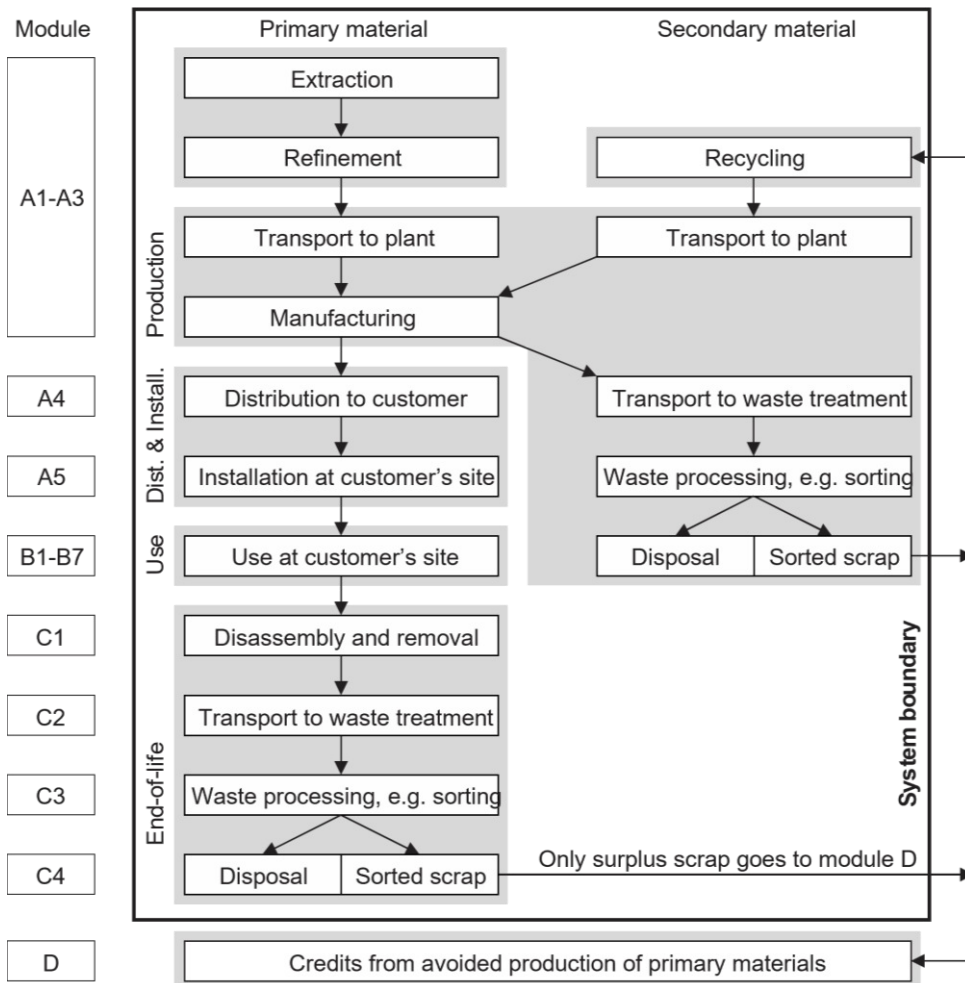 Module
Primary material
Secondary material
A1-A3
Extraction
Refinement
Recycling
Production
Transport to plant
Transport to plant
Manufacturing
A4
Dist. & Install.
Distribution to customer
Transport to waste treatment
A5
Installation at customer's site
Waste processing, e.g. sorting
B1-B7
Use
Use at customer's site
Disposal
Sorted scrap
C1
End-of-life
Disassembly and removal
System boundary
C2
Transport to waste treatment
C3
Waste processing, e.g. sorting
C4
Disposal
Sorted scrap
Only surplus scrap goes to module D
D
Credits from avoided production of primary materials